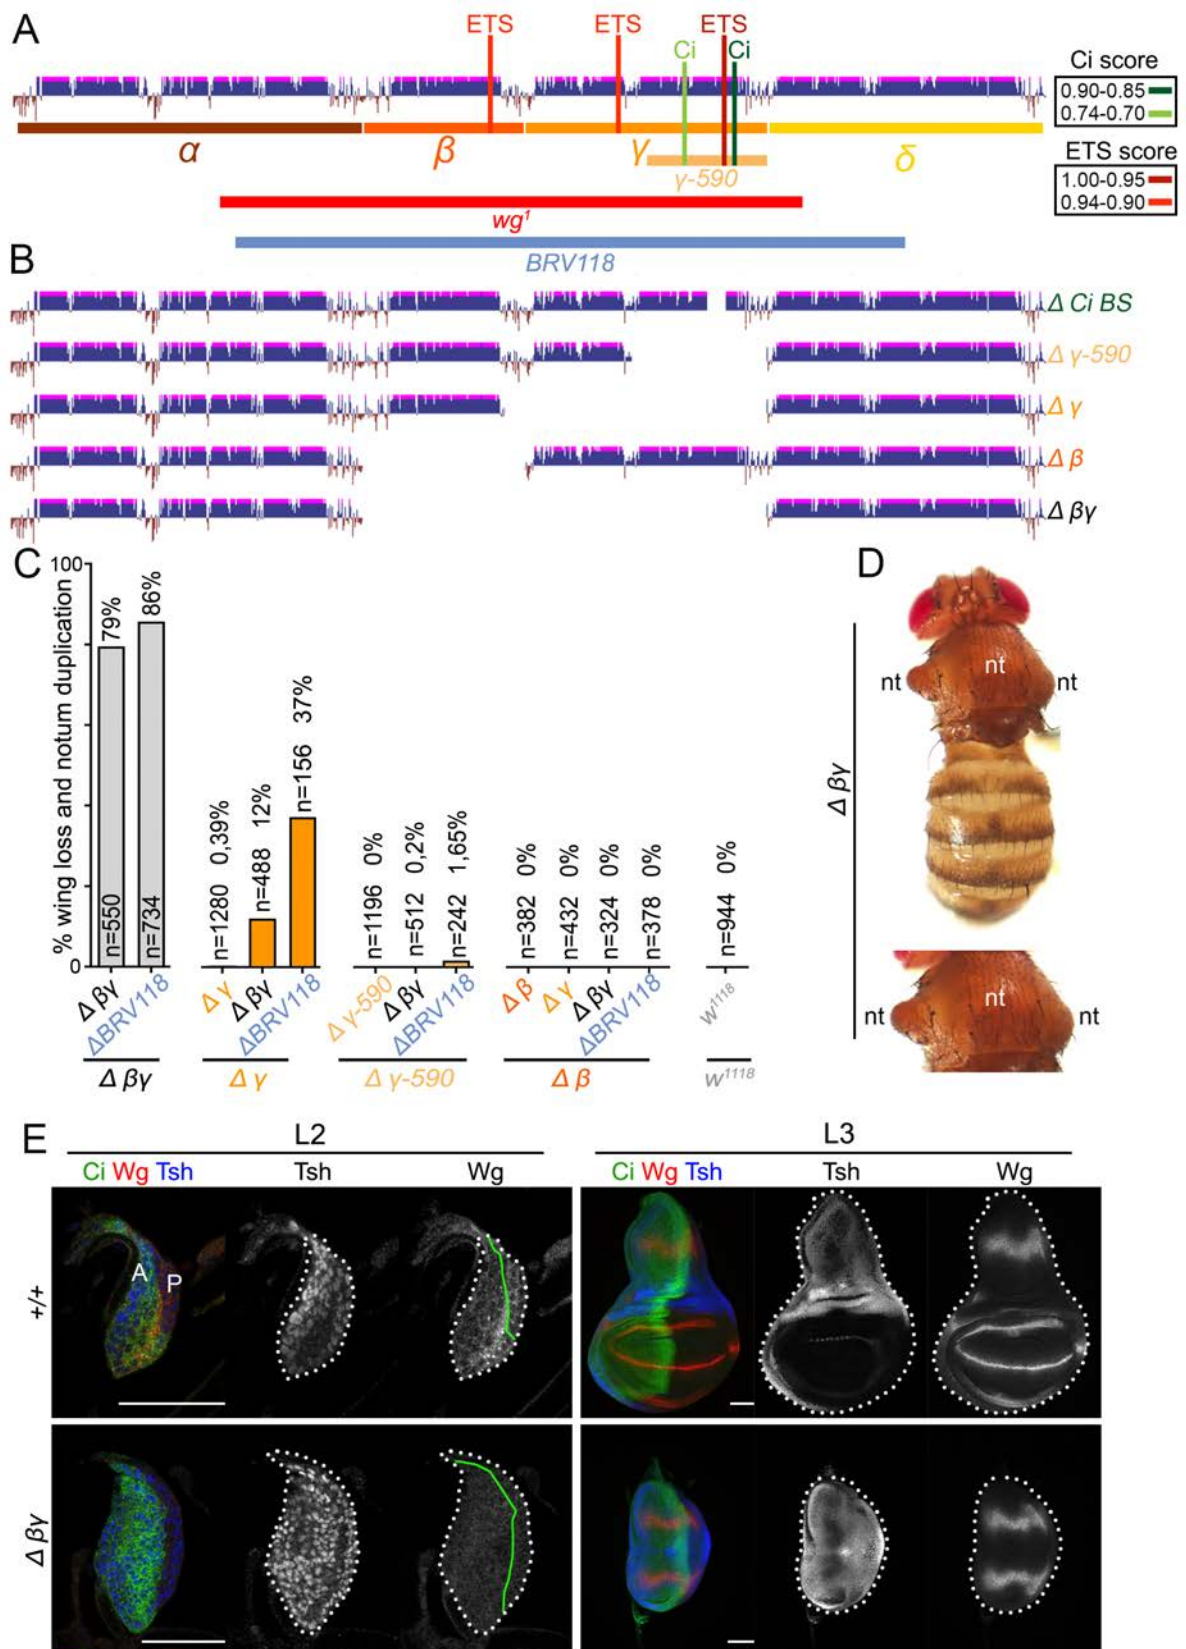 A
ETS ETS ETS
Ci Ci
Ci score
0.90-0.85
0.74-0.70
α β γ δ
γ-590
ETS score
1.00-0.95
0.94-0.90
wg¹
BRV118
B
Δ Ci BS
Δ γ-590
Δ γ
Δ β
Δ βγ
C
% wing loss and notum duplication
100
0
n=550 79%
n=734 86%
n=1280 0,39%
n=488 12%
n=156 37%
n=1196 0%
n=512 0,2%
n=242 1,65%
n=382 0%
n=432 0%
n=324 0%
n=378 0%
n=944 0%
Δ βγ ΔBRV118
Δ γ Δ βγ ΔBRV118
Δ γ-590 Δ βγ ΔBRV118
Δ β Δ γ Δ βγ ΔBRV118
w¹¹¹⁸
Δ βγ Δ γ Δ γ-590 Δ β w¹¹¹⁸
D
Δ βγ
nt nt nt
nt nt nt
E
L2 L3
Ci Wg Tsh Tsh Wg Ci Wg Tsh Tsh Wg
+/+
A P
Δ βγ